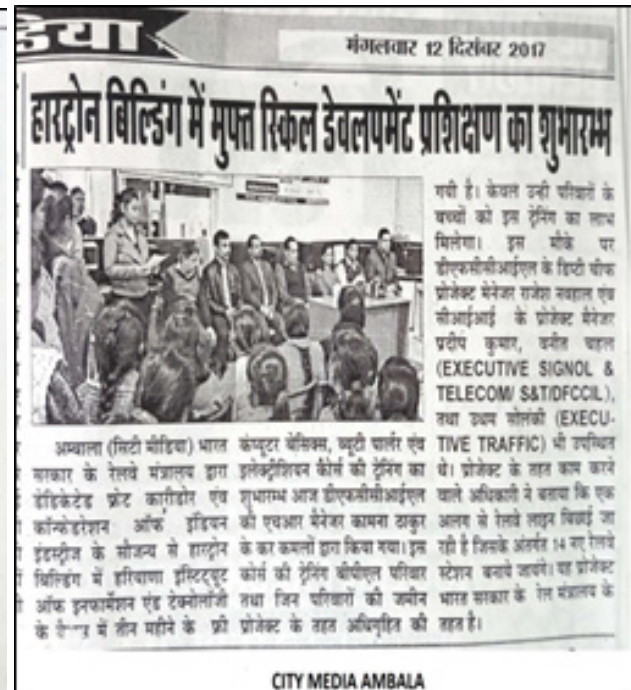 डिया
मंगलवार 12 दिसंबर 2017
हारट्रोन बिल्डिंग में मुफ्त स्किल डेवलपमेंट प्रशिक्षण का शुभारम्भ
अम्बाला (सिटी मीडिया) भारत
सरकार के रेलवे मंत्रालय द्वारा
डेडिकेटेड फ्रेट कारीडोर एवं
कॉन्फेडरेशन ऑफ इंडियन
इंडस्ट्रीज के सौजन्य से हारट्रोन
बिल्डिंग में हरियाणा इंस्टिट्यूट
ऑफ इनफार्मेशन एंड टेक्नोलॉजी
के में तीन महीने के फ्री
कंप्यूटर बेसिक्स, ब्यूटी पार्लर एवं
इलेक्ट्रीशियन कोर्स की ट्रेनिंग का
शुभारम्भ आज डीएफसीसीआईएल
की एचआर मैनेजर कामना ठाकुर
के कर कमलों द्वारा किया गया। इस
कोर्स की ट्रेनिंग बीपीएल परिवार
तथा जिन परिवारों की जमीन
प्रोजेक्ट के तहत अधिगृहित की
गयी है। केवल उन्ही परिवारों के
बच्चों को इस ट्रेनिंग का लाभ
मिलेगा। इस मौके पर
डीएफसीसीआईएल के डिप्टी चीफ
प्रोजेक्ट मेनेजर राजेश नवहाल एवं
सीआईआई के प्रोजेक्ट मैनेजर
प्रदीप कुमार, वनीत चहल
(EXECUTIVE SIGNOL &
TELECOM/ S&T/DFCCIL),
तथा उधम सोलंकी (EXECU-
TIVE TRAFFIC) भी उपस्थित
थे। प्रोजेक्ट के तहत काम करने
वाले अधिकारी ने बताया कि एक
अलग से रेलवे लाइन बिछाई जा
रही है जिसके अंतर्गत 14 नए रेलवे
स्टेशन बनाये जायंगे। यह प्रोजेक्ट
भारत सरकार के रेल मंत्रालय के
तहत है।
CITY MEDIA AMBALA